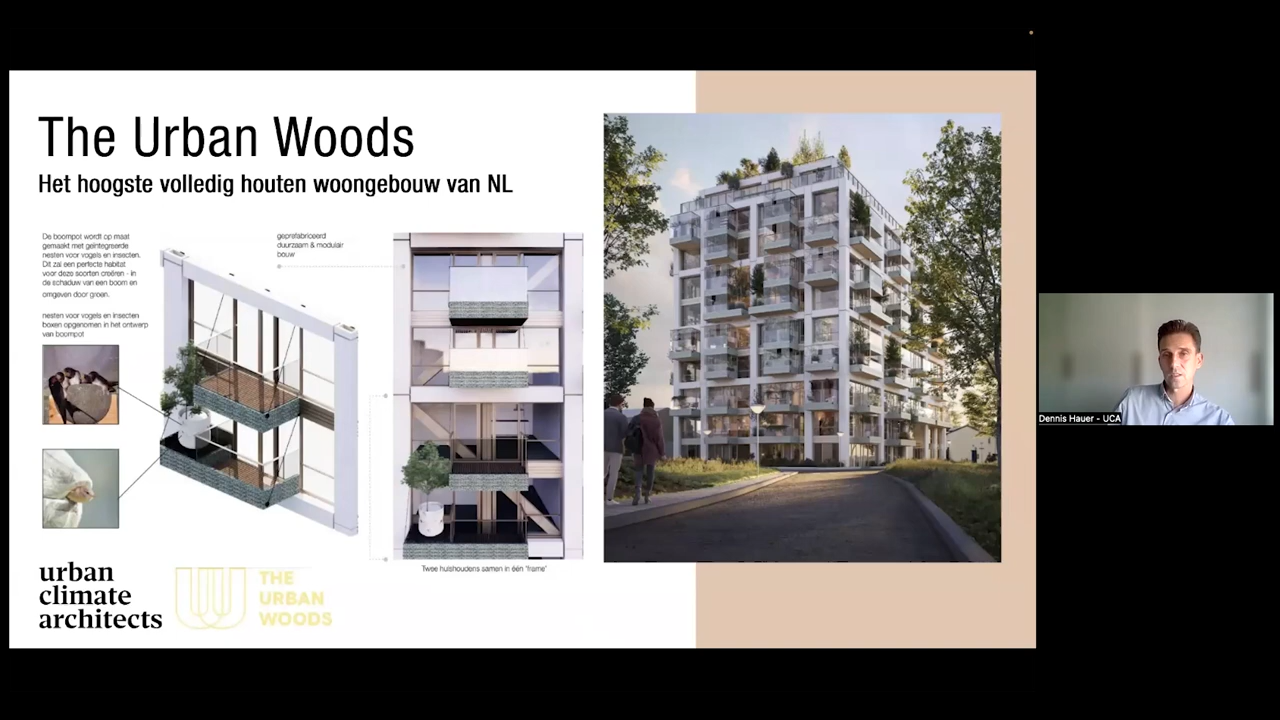 The Urban Woods
Het hoogste volledig houten woongebouw van NL
De boompot wordt op maat
gemaakt met geïntegreerde
nesten voor vogels en insecten.
Dit zal een perfecte habitat
voor deze soorten creëren - in
de schaduw van een boom en
omgeven door groen.
nesten voor vogels en insecten
boxen opgenomen in het ontwerp
van boompot
geprefabriceerd
duurzaam & modulair
bouw
Twee huishoudens samen in één "frame"
urban
climate
architects
THE
URBAN
WOODS
Dennis Hauer - UCA